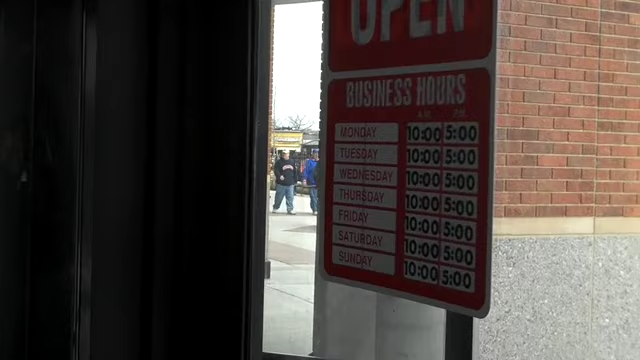 OPEN
BUSINESS HOURS
A.M. P.M.
MONDAY 10:00 5:00
TUESDAY 10:00 5:00
WEDNESDAY 10:00 5:00
THURSDAY 10:00 5:00
FRIDAY 10:00 5:00
SATURDAY 10:00 5:00
SUNDAY 10:00 5:00